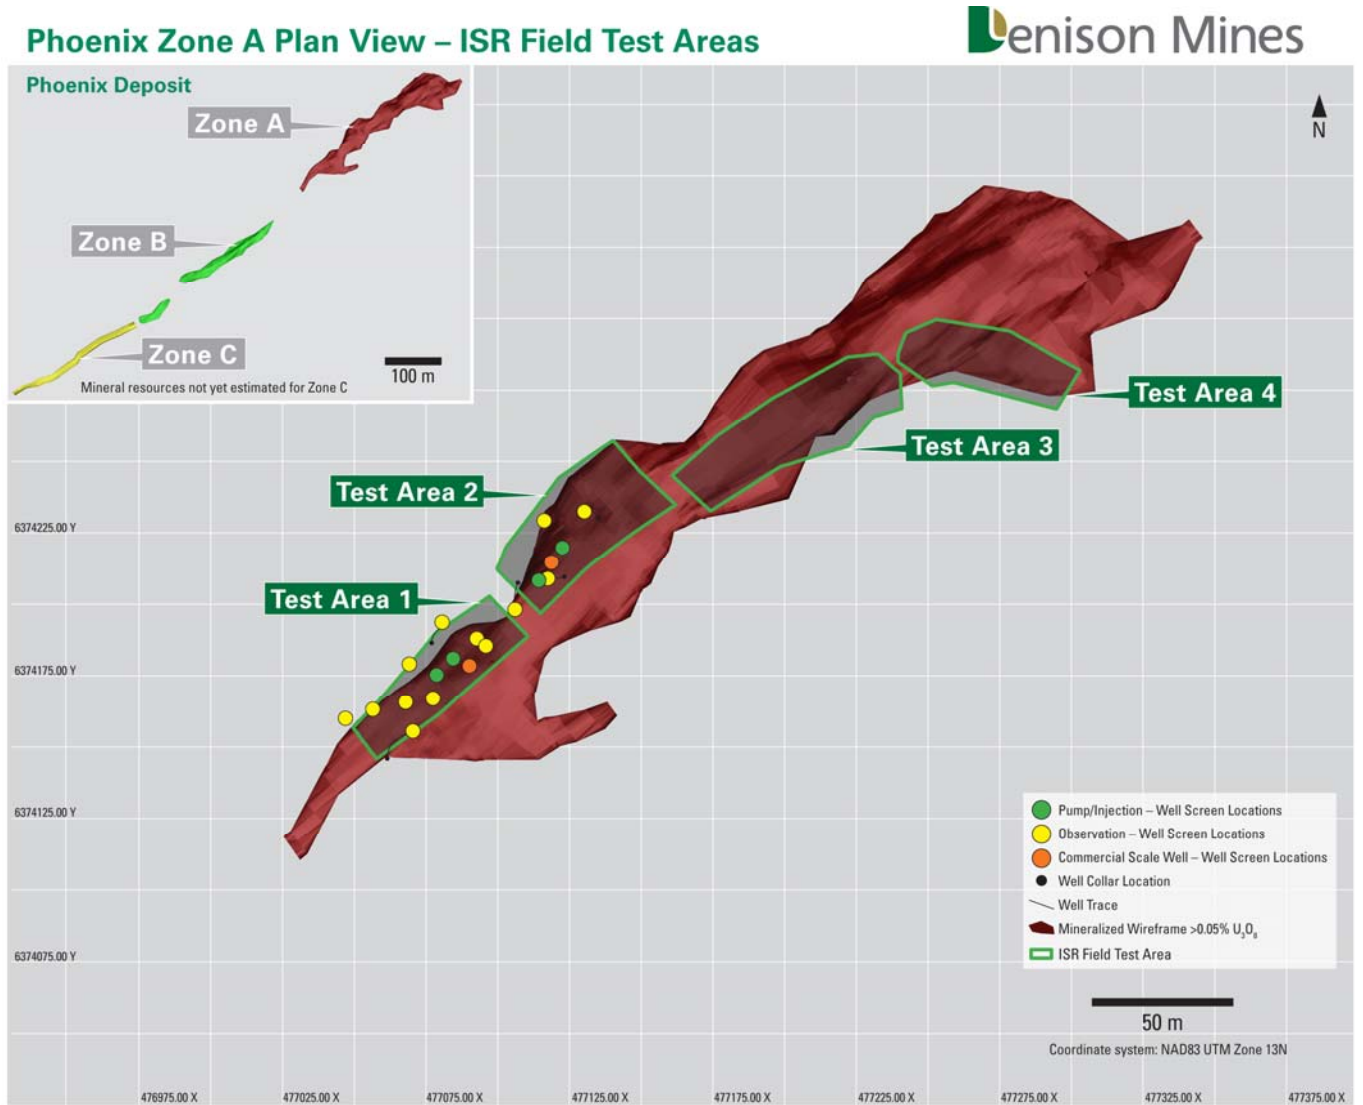 Phoenix Zone A Plan View – ISR Field Test Areas
Denison Mines
Phoenix Deposit
Zone A
Zone B
Zone C
100 m
Mineral resources not yet estimated for Zone C
N
Test Area 4
Test Area 3
Test Area 2
Test Area 1
6374225.00 Y
6374175.00 Y
6374125.00 Y
6374075.00 Y
Pump/Injection – Well Screen Locations
Observation – Well Screen Locations
Commercial Scale Well – Well Screen Locations
Well Collar Location
Well Trace
Mineralized Wireframe >0.05% U₃O₈
ISR Field Test Area
50 m
Coordinate system: NAD83 UTM Zone 13N
476975.00 X
477025.00 X
477075.00 X
477125.00 X
477175.00 X
477225.00 X
477275.00 X
477325.00 X
477375.00 X